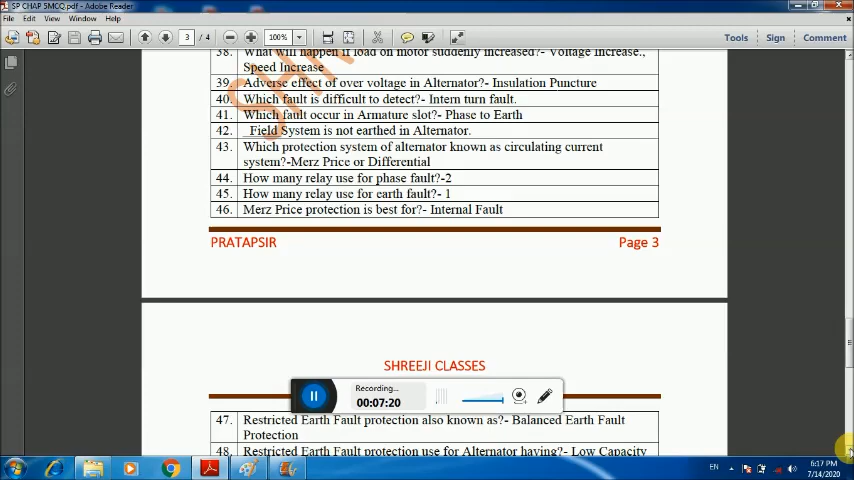 SP CHAP 5MCQ.pdf - Adobe Reader
File Edit View Window Help
3 / 4 100% Tools Sign Comment
38. What will happen if load on motor suddenly increased?- Voltage Increase.,
Speed Increase
39. Adverse effect of over voltage in Alternator?- Insulation Puncture
40. Which fault is difficult to detect?- Intern turn fault.
41. Which fault occur in Armature slot?- Phase to Earth
42. _Field System is not earthed in Alternator.
43. Which protection system of alternator known as circulating current
system?-Merz Price or Differential
44. How many relay use for phase fault?-2
45. How many relay use for earth fault?- 1
46. Merz Price protection is best for?- Internal Fault
SHR
PRATAPSIR Page 3
SHREEJI CLASSES
Recording...
00:07:20
47. Restricted Earth Fault protection also known as?- Balanced Earth Fault
Protection
48. Restricted Earth Fault protection use for Alternator having?- Low Capacity
EN 6:17 PM
7/14/2020